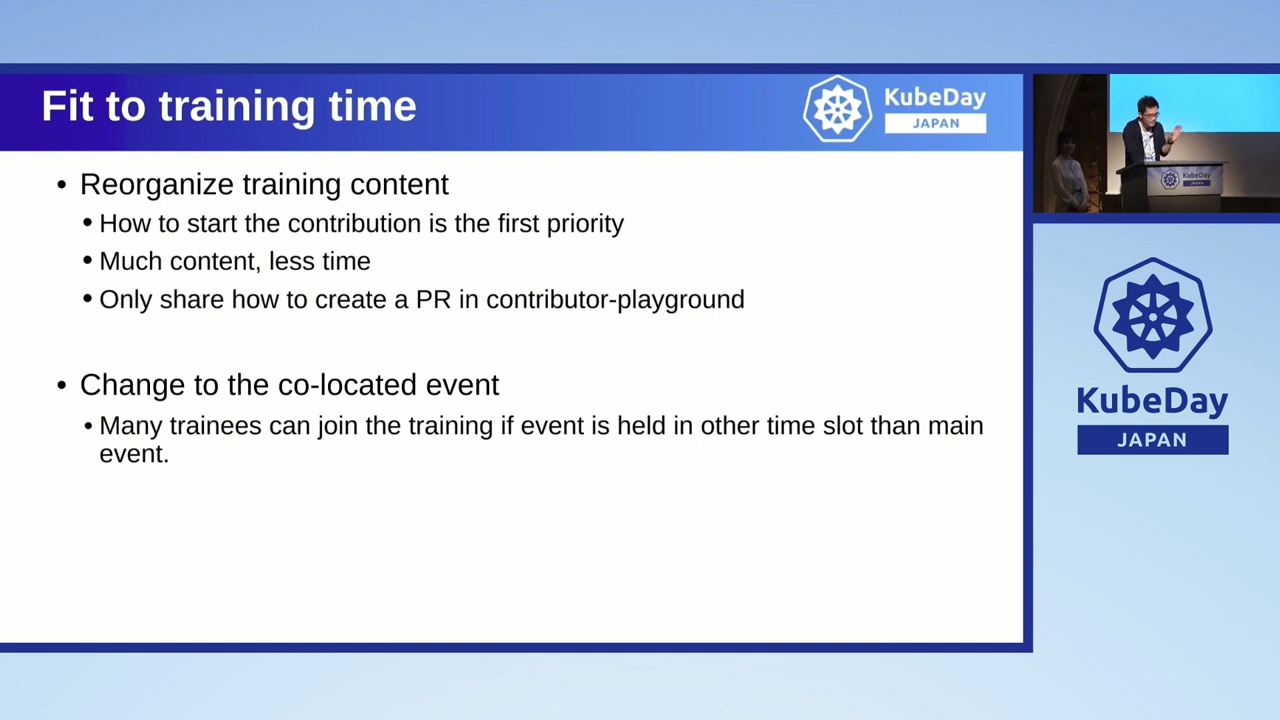 Fit to training time
KubeDay
JAPAN
• Reorganize training content
• How to start the contribution is the first priority
• Much content, less time
• Only share how to create a PR in contributor-playground
• Change to the co-located event
• Many trainees can join the training if event is held in other time slot than main
event.
KubeDay
JAPAN
KubeDay
JAPAN